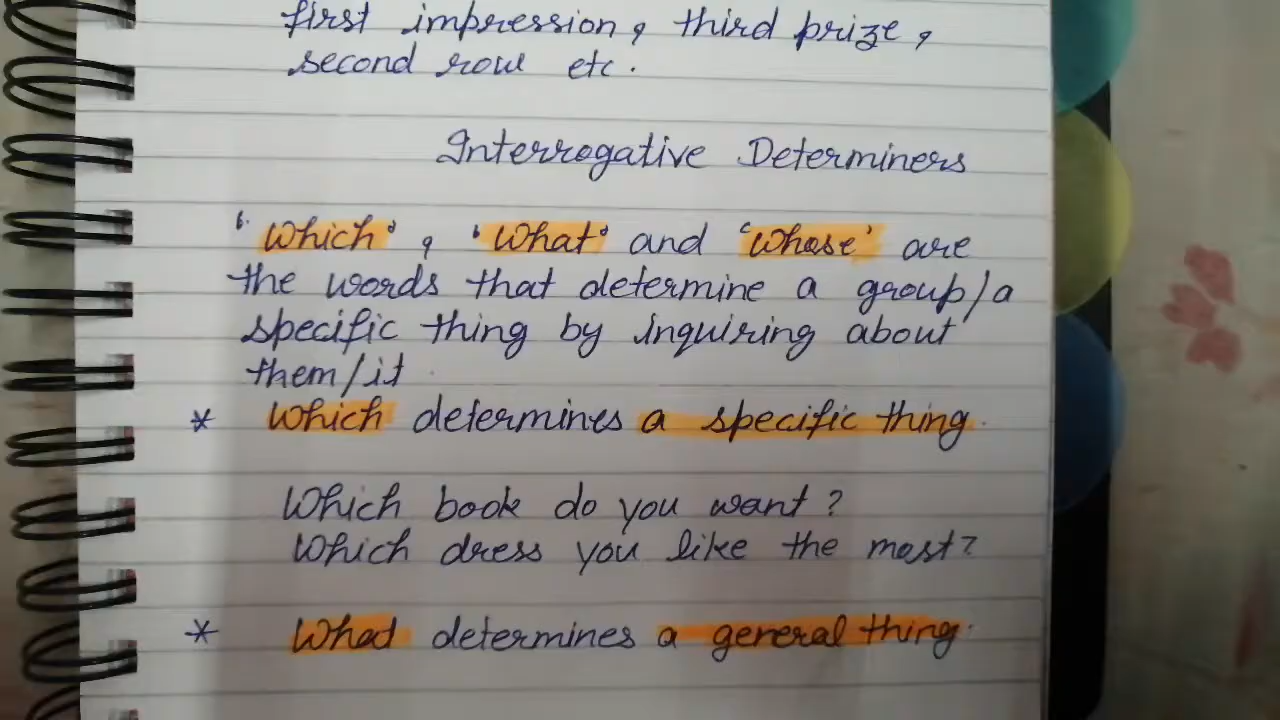 first impression, third prize,
second row etc.
Interrogative Determiners
'Which', 'What' and 'Whose' are
the words that determine a group/a
specific thing by inquiring about
them/it
* Which determines a specific thing.
Which book do you want?
Which dress you like the most?
* What determines a general thing.